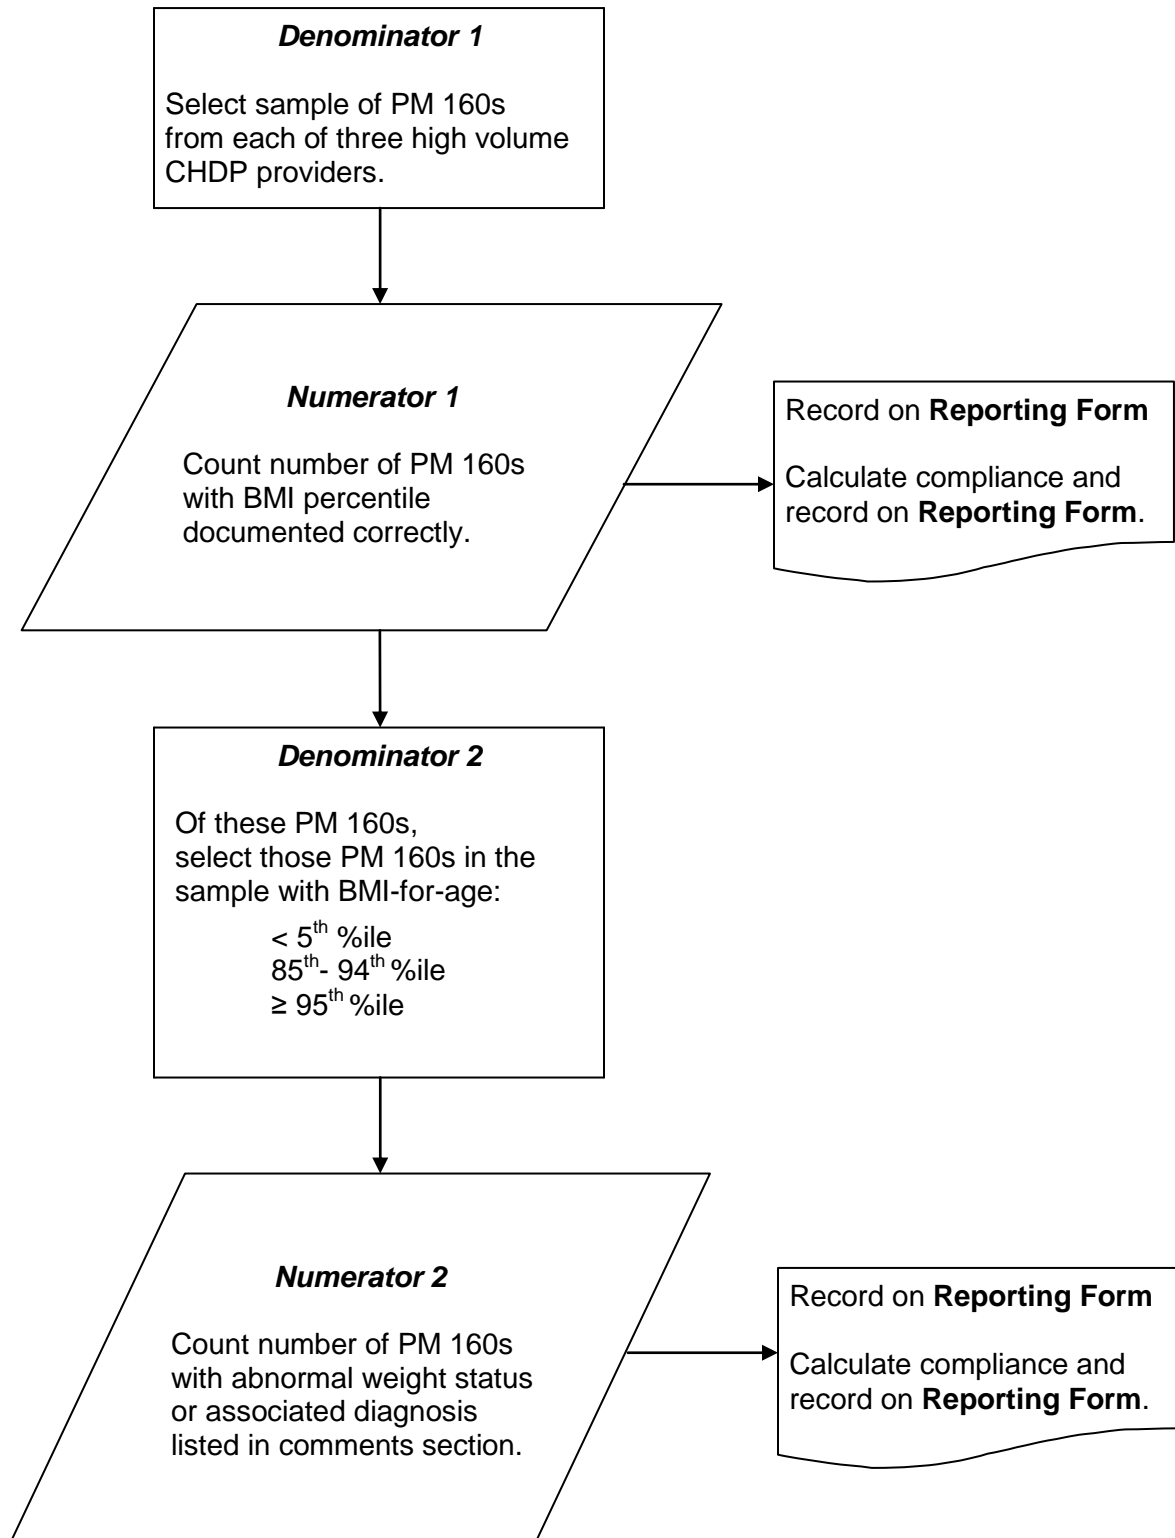 Denominator 1
Select sample of PM 160s
from each of three high volume
CHDP providers.
Numerator 1
Count number of PM 160s
with BMI percentile
documented correctly.
Record on Reporting Form
Calculate compliance and
record on Reporting Form.
Denominator 2
Of these PM 160s,
select those PM 160s in the
sample with BMI-for-age:
< 5th %ile
85th- 94th %ile
≥ 95th %ile
Numerator 2
Count number of PM 160s
with abnormal weight status
or associated diagnosis
listed in comments section.
Record on Reporting Form
Calculate compliance and
record on Reporting Form.